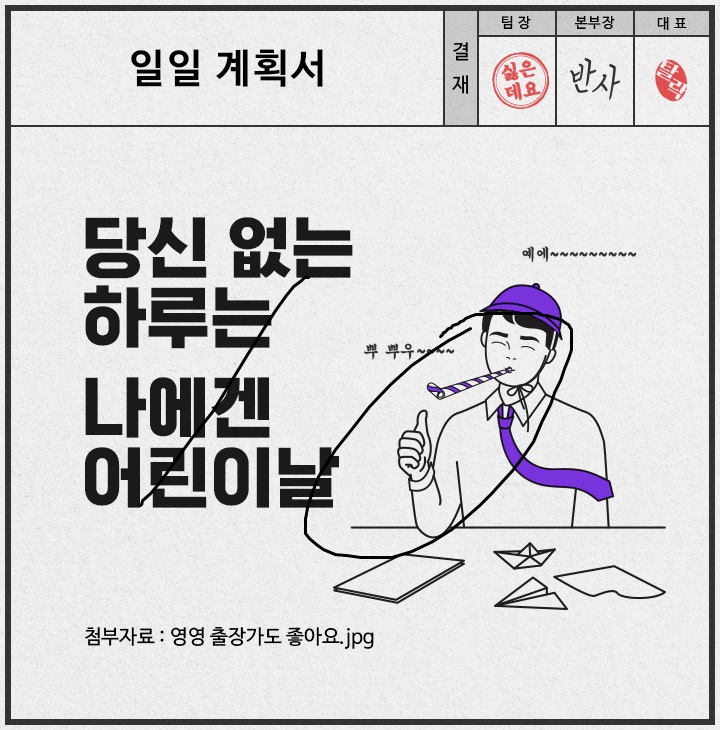 일일 계획서
결재
팀 장
본부장
대 표
싫은데요
반사
클릭
당신 없는
하루는
나에겐
어린이날
예에~~~~~~~~~
뿌 뿌우~~~~
첨부자료 : 영영 출장가도 좋아요.jpg